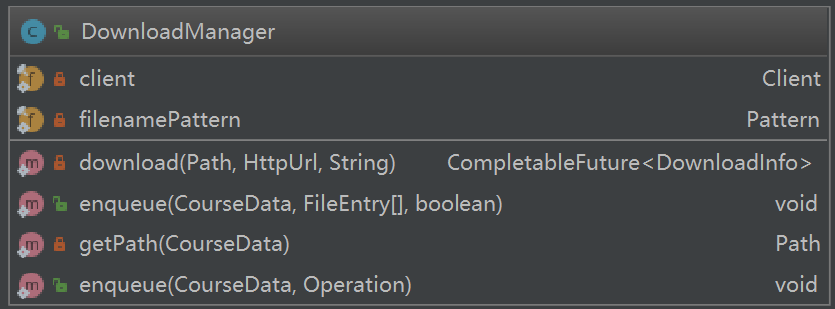 C DownloadManager
f client Client
f filenamePattern Pattern
m download(Path, HttpUrl, String) CompletableFuture<DownloadInfo>
m enqueue(CourseData, FileEntry[], boolean) void
m getPath(CourseData) Path
m enqueue(CourseData, Operation) void